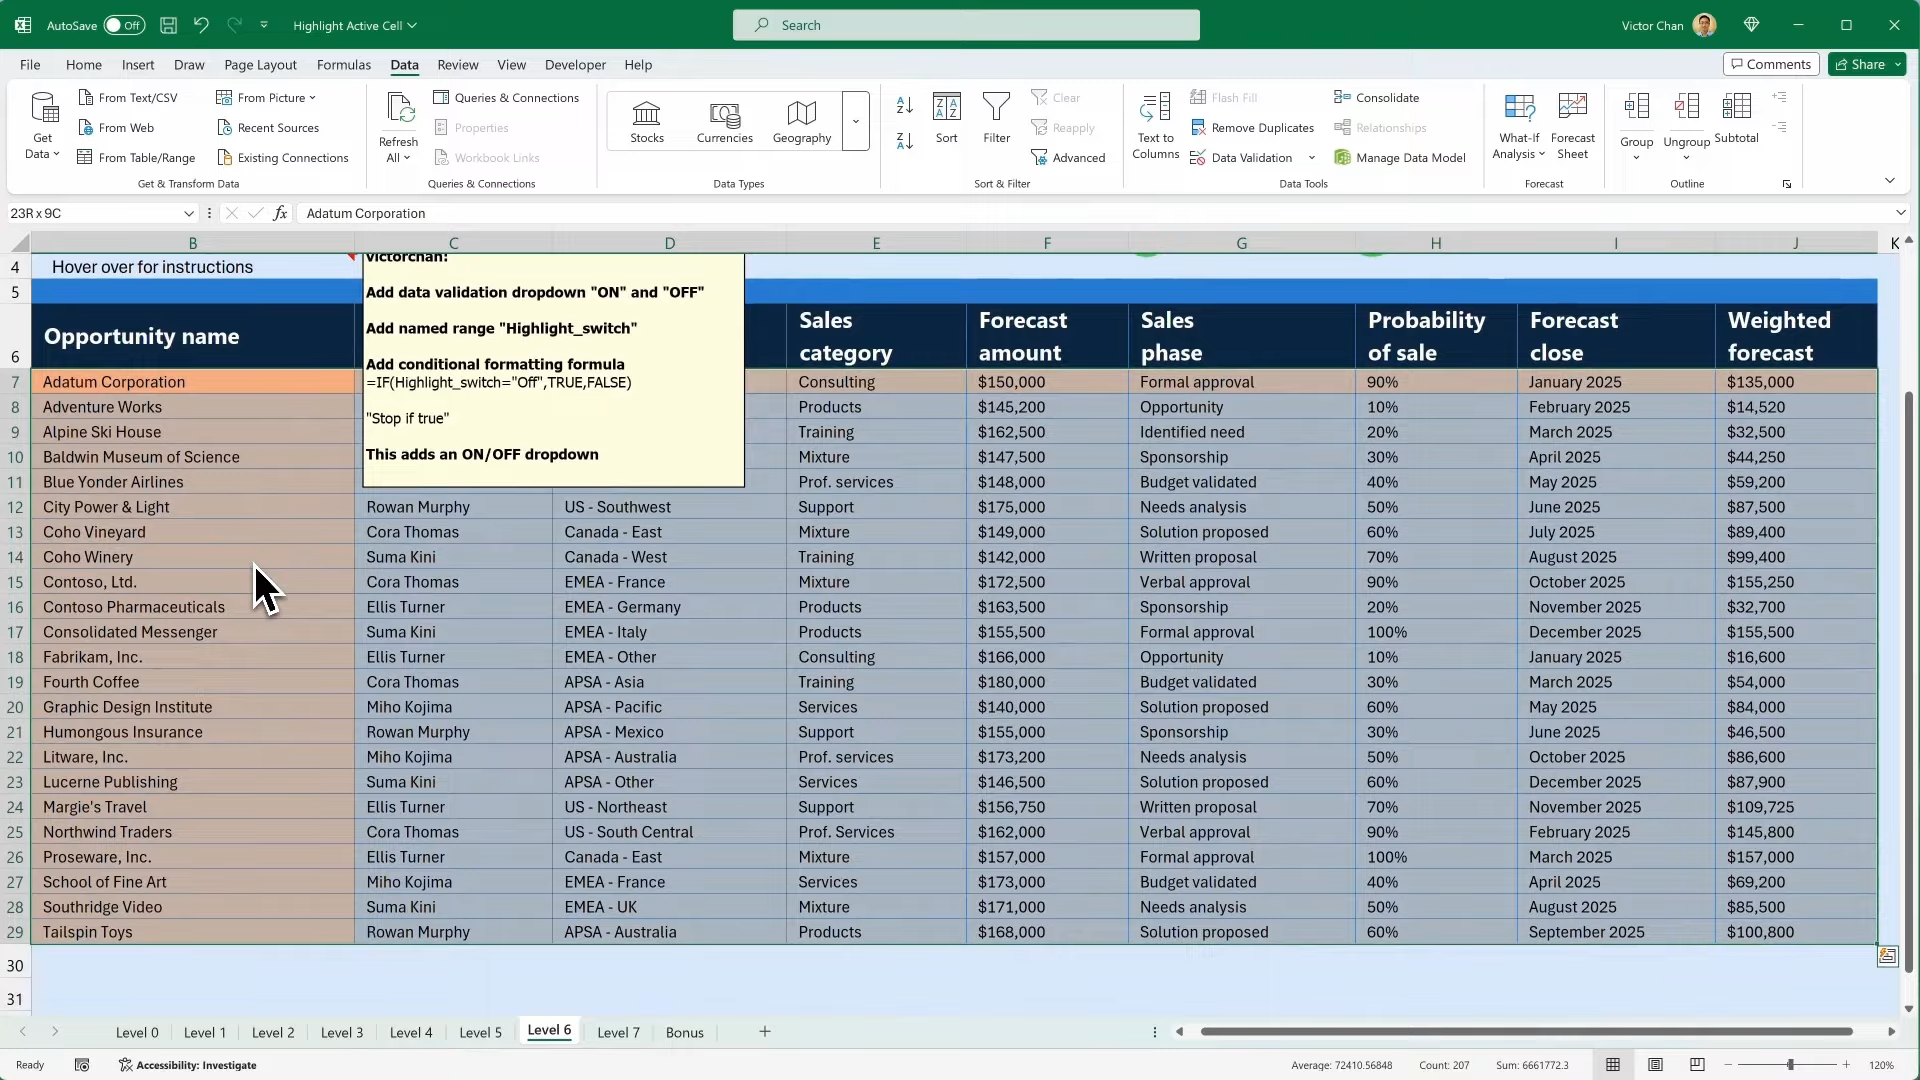 AutoSave Off Highlight Active Cell Search Victor Chan
File Home Insert Draw Page Layout Formulas Data Review View Developer Help Comments Share
Get Data
From Text/CSV
From Web
From Table/Range
From Picture
Recent Sources
Existing Connections
Get & Transform Data
Refresh All
Queries & Connections
Properties
Workbook Links
Queries & Connections
Stocks Currencies Geography
Data Types
Sort Filter
Clear
Reapply
Advanced
Sort & Filter
Text to Columns
Flash Fill
Remove Duplicates
Data Validation
Consolidate
Relationships
Manage Data Model
Data Tools
What-If Analysis
Forecast Sheet
Forecast
Group Ungroup Subtotal
Outline
23R x 9C fx Adatum Corporation
B C D E F G H I J K
4 Hover over for instructions
5
victorchan:
Add data validation dropdown "ON" and "OFF"
Add named range "Highlight_switch"
Add conditional formatting formula
=IF(Highlight_switch="Off",TRUE,FALSE)
"Stop if true"
This adds an ON/OFF dropdown
6 Opportunity name Sales category Forecast amount Sales phase Probability of sale Forecast close Weighted forecast
7 Adatum Corporation Consulting $150,000 Formal approval 90% January 2025 $135,000
8 Adventure Works Products $145,200 Opportunity 10% February 2025 $14,520
9 Alpine Ski House Training $162,500 Identified need 20% March 2025 $32,500
10 Baldwin Museum of Science Mixture $147,500 Sponsorship 30% April 2025 $44,250
11 Blue Yonder Airlines Prof. services $148,000 Budget validated 40% May 2025 $59,200
12 City Power & Light Rowan Murphy US - Southwest Support $175,000 Needs analysis 50% June 2025 $87,500
13 Coho Vineyard Cora Thomas Canada - East Mixture $149,000 Solution proposed 60% July 2025 $89,400
14 Coho Winery Suma Kini Canada - West Training $142,000 Written proposal 70% August 2025 $99,400
15 Contoso, Ltd. Cora Thomas EMEA - France Mixture $172,500 Verbal approval 90% October 2025 $155,250
16 Contoso Pharmaceuticals Ellis Turner EMEA - Germany Products $163,500 Sponsorship 20% November 2025 $32,700
17 Consolidated Messenger Suma Kini EMEA - Italy Products $155,500 Formal approval 100% December 2025 $155,500
18 Fabrikam, Inc. Ellis Turner EMEA - Other Consulting $166,000 Opportunity 10% January 2025 $16,600
19 Fourth Coffee Cora Thomas APSA - Asia Training $180,000 Budget validated 30% March 2025 $54,000
20 Graphic Design Institute Miho Kojima APSA - Pacific Services $140,000 Solution proposed 60% May 2025 $84,000
21 Humongous Insurance Rowan Murphy APSA - Mexico Support $155,000 Sponsorship 30% June 2025 $46,500
22 Litware, Inc. Miho Kojima APSA - Australia Prof. services $173,200 Needs analysis 50% October 2025 $86,600
23 Lucerne Publishing Suma Kini APSA - Other Services $146,500 Solution proposed 60% December 2025 $87,900
24 Margie's Travel Ellis Turner US - Northeast Support $156,750 Written proposal 70% November 2025 $109,725
25 Northwind Traders Cora Thomas US - South Central Prof. Services $162,000 Verbal approval 90% February 2025 $145,800
26 Proseware, Inc. Ellis Turner Canada - East Mixture $157,000 Formal approval 100% March 2025 $157,000
27 School of Fine Art Miho Kojima EMEA - France Services $173,000 Budget validated 40% April 2025 $69,200
28 Southridge Video Suma Kini EMEA - UK Mixture $171,000 Needs analysis 50% August 2025 $85,500
29 Tailspin Toys Rowan Murphy APSA - Australia Products $168,000 Solution proposed 60% September 2025 $100,800
30
31
Level 0 Level 1 Level 2 Level 3 Level 4 Level 5 Level 6 Level 7 Bonus
Ready Accessibility: Investigate Average: 72410.56848 Count: 207 Sum: 6661772.3 120%